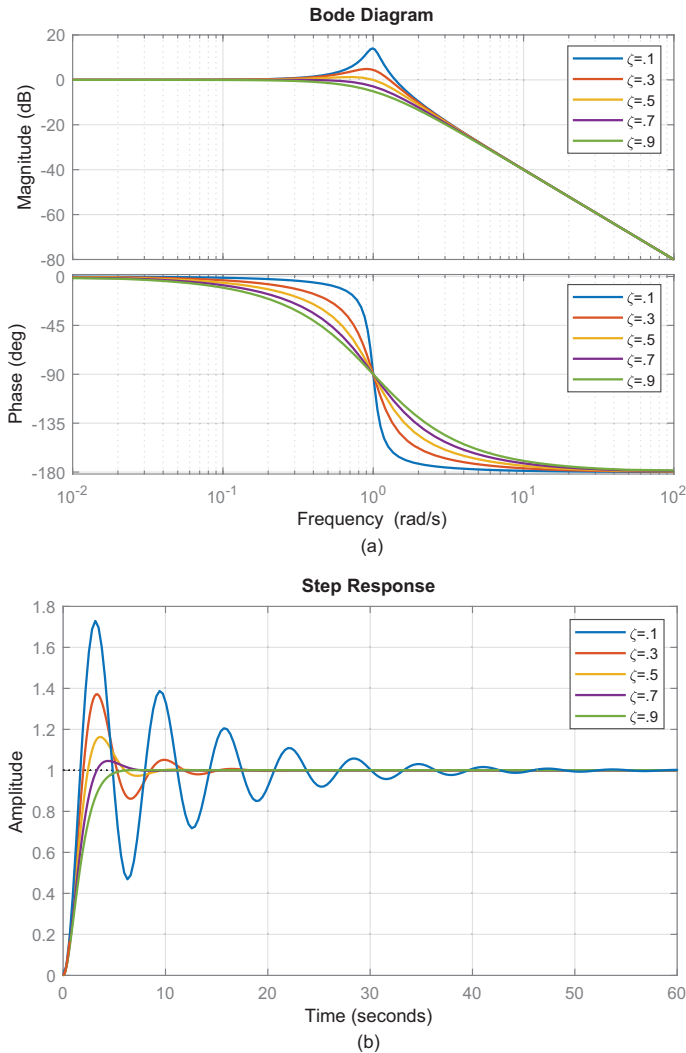 Bode Diagram
Magnitude (dB)
20
0
-20
-40
-60
-80
ζ=.1
ζ=.3
ζ=.5
ζ=.7
ζ=.9
Phase (deg)
0
-45
-90
-135
-180
ζ=.1
ζ=.3
ζ=.5
ζ=.7
ζ=.9
10⁻² 10⁻¹ 10⁰ 10¹ 10²
Frequency (rad/s)
(a)
Step Response
Amplitude
1.8
1.6
1.4
1.2
1
0.8
0.6
0.4
0.2
0
ζ=.1
ζ=.3
ζ=.5
ζ=.7
ζ=.9
0 10 20 30 40 50 60
Time (seconds)
(b)